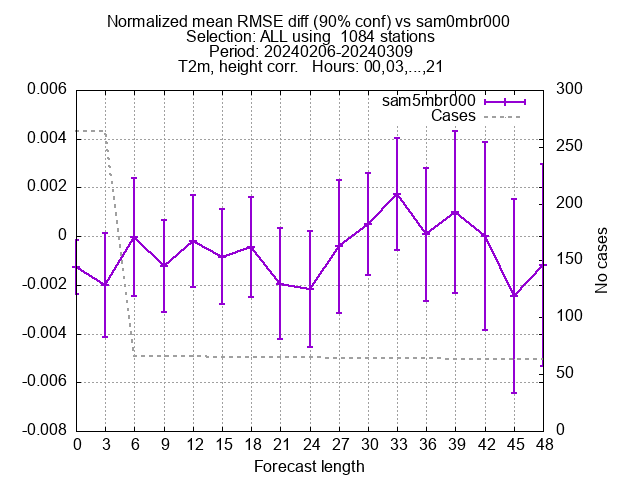 Normalized mean RMSE diff (90% conf) vs sam0mbr000
Selection: ALL using  1084 stations
Period: 20240206-20240309
T2m, height corr.   Hours: 00,03,...,21
sam5mbr000
Cases
0.006
0.004
0.002
0
-0.002
-0.004
-0.006
-0.008
300
250
200
150
100
50
0
No cases
0 3 6 9 12 15 18 21 24 27 30 33 36 39 42 45 48
Forecast length